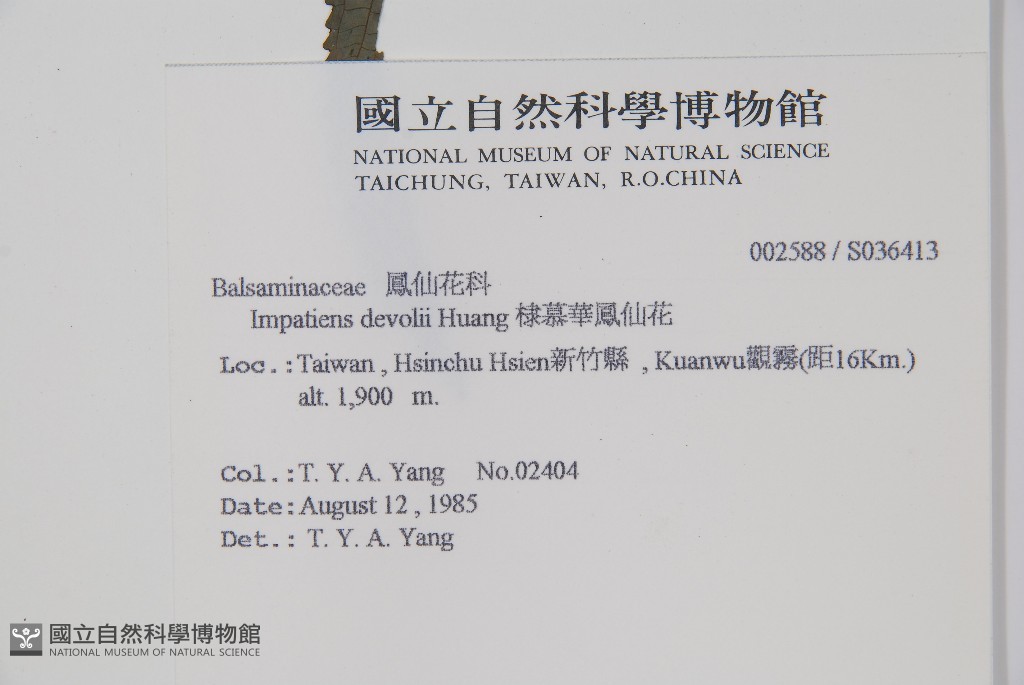 國立自然科學博物館
NATIONAL MUSEUM OF NATURAL SCIENCE
TAICHUNG, TAIWAN, R.O.CHINA
002588 / S036413
Balsaminaceae 鳳仙花科
Impatiens devolii Huang 棣慕華鳳仙花
Loc.:Taiwan , Hsinchu Hsien新竹縣 , Kuanwu觀霧(距16Km.)
alt. 1,900 m.
Col.:T. Y. A. Yang No.02404
Date:August 12 , 1985
Det.: T. Y. A. Yang
國立自然科學博物館
NATIONAL MUSEUM OF NATURAL SCIENCE